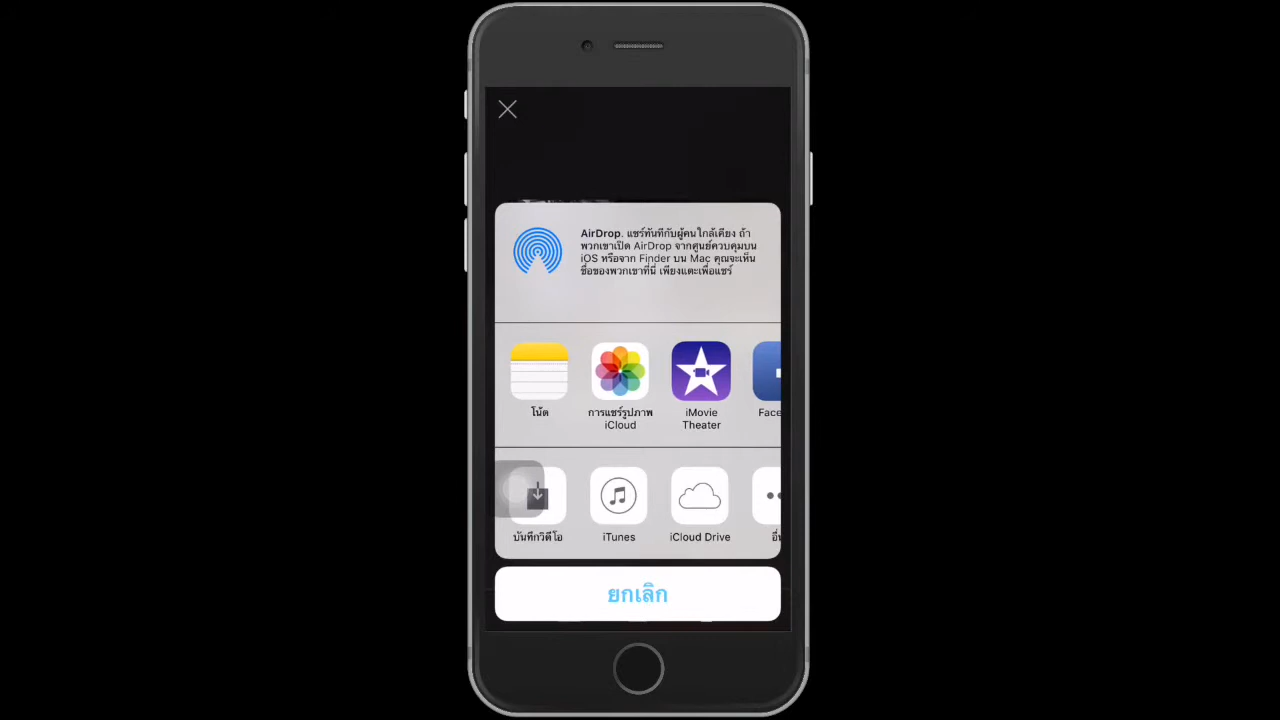 AirDrop. แชร์ทันทีกับผู้คนใกล้เคียง ถ้า
พวกเขาเปิด AirDrop จากศูนย์ควบคุมบน
iOS หรือจาก Finder บน Mac คุณจะเห็น
ชื่อของพวกเขาที่นี่ เพียงแตะเพื่อแชร์
โน้ต
การแชร์รูปภาพ
iCloud
iMovie
Theater
Face
บันทึกวิดีโอ
iTunes
iCloud Drive
ยกเลิก